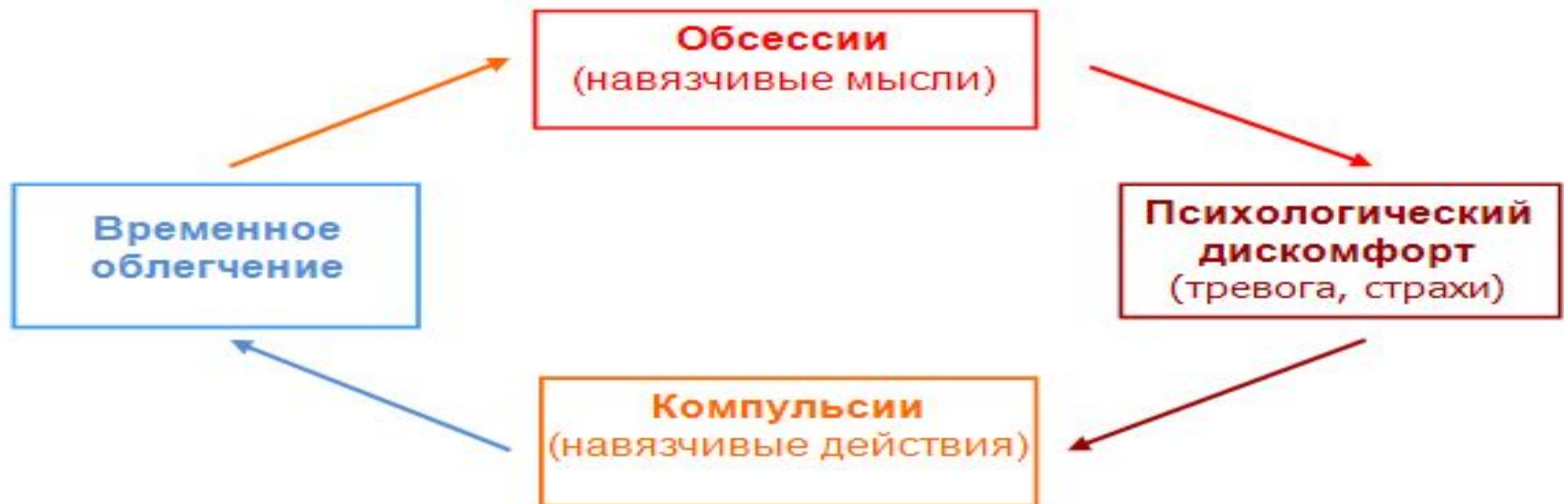 Обсессии
(навязчивые мысли)
Временное
облегчение
Психологический
дискомфорт
(тревога, страхи)
Компульсии
(навязчивые действия)